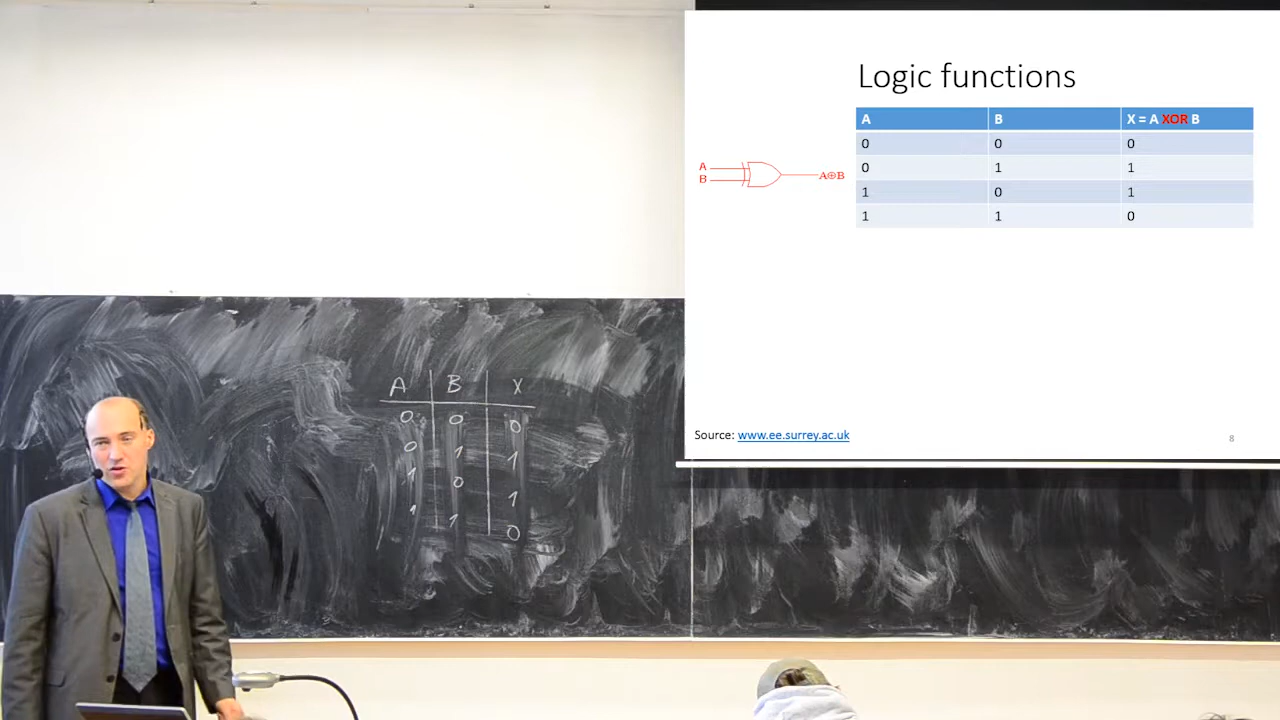 Logic functions
A B X = A XOR B
0 0 0
0 1 1
1 0 1
1 1 0
A
B
A⊕B
Source: www.ee.surrey.ac.uk
8
A B X
0 0 0
0 1 1
1 0 1
1 1 0